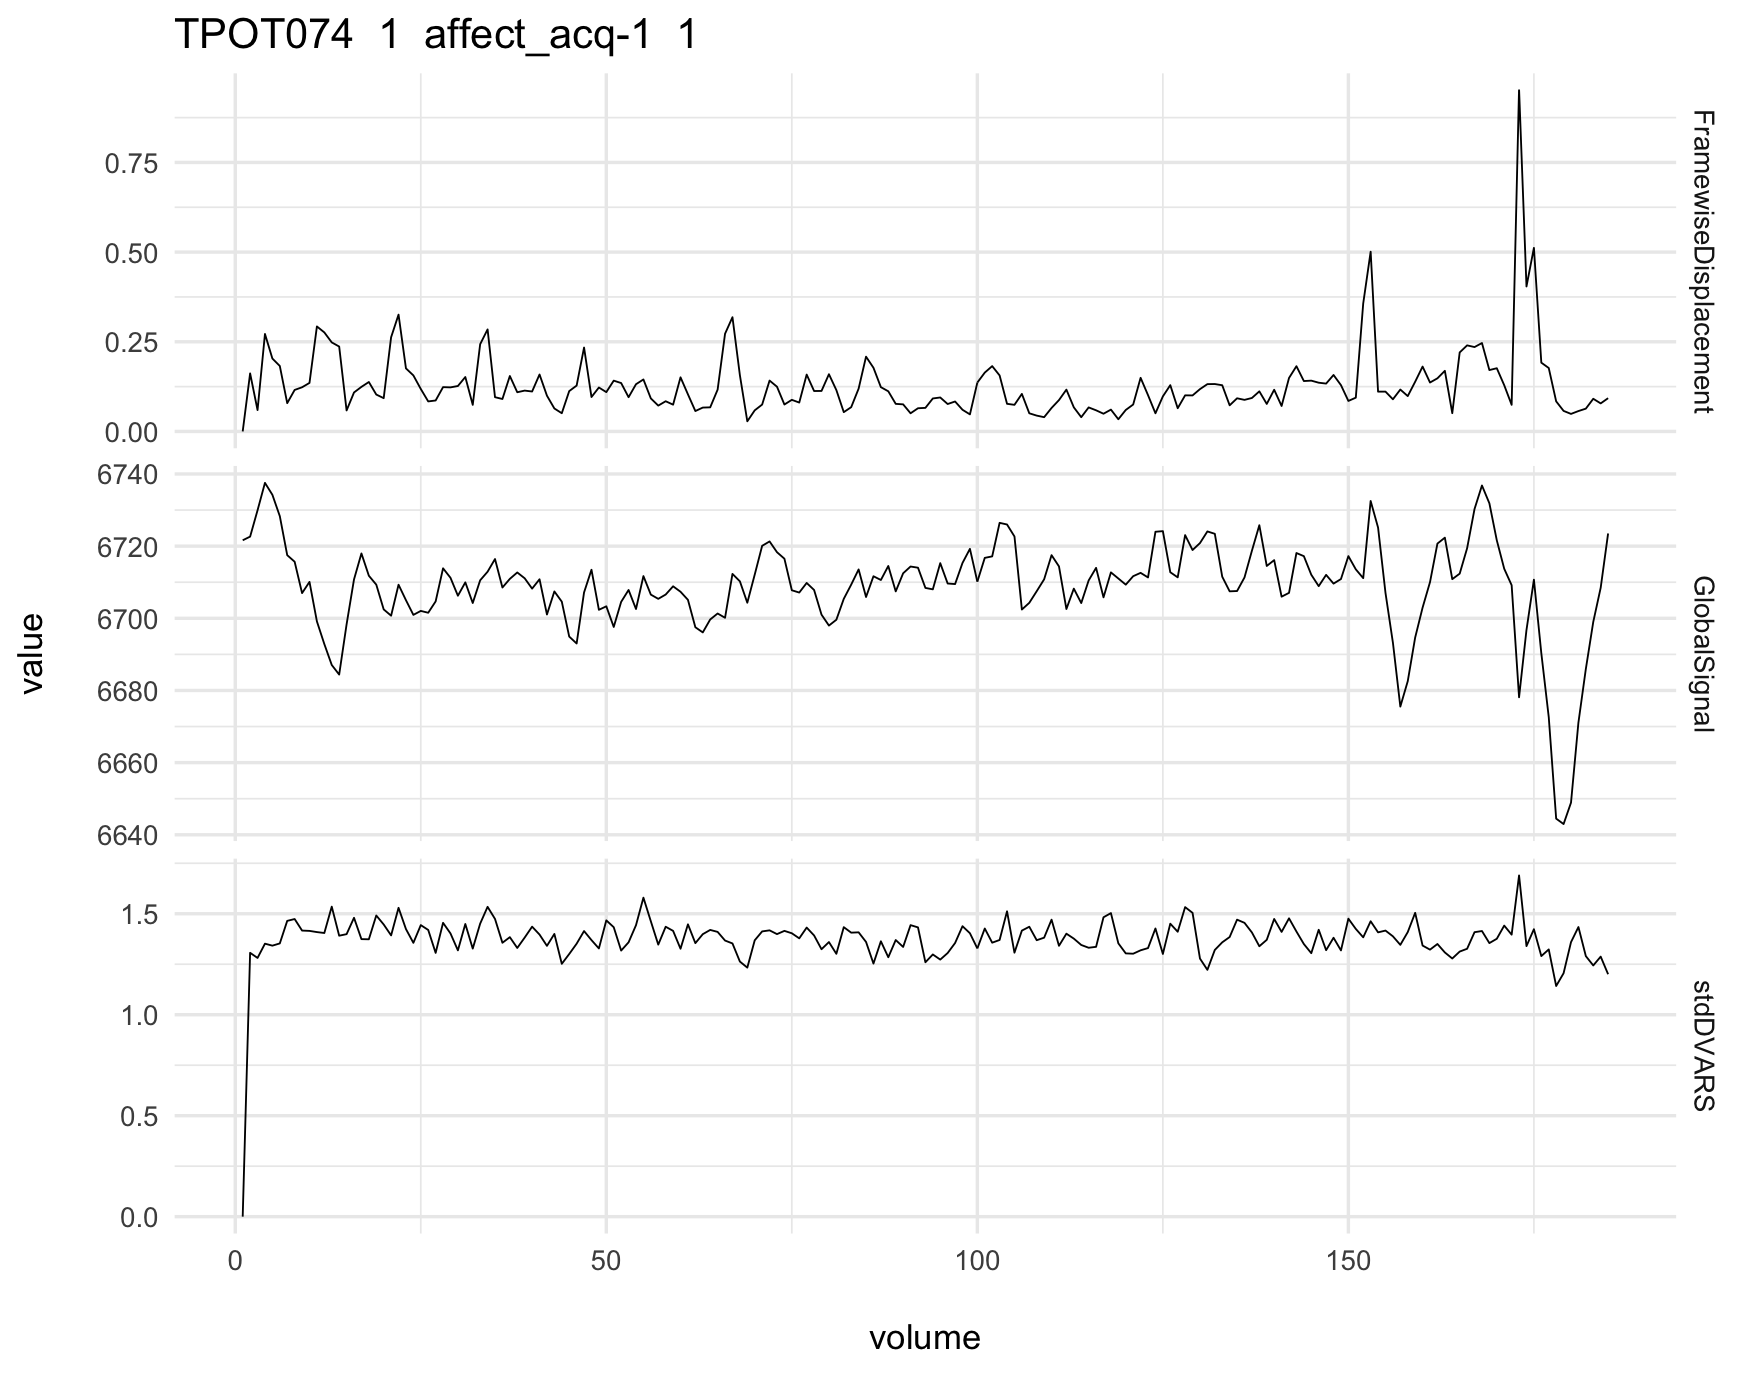 TPOT074 1 affect_acq-1 1
0.75
0.50
0.25
0.00
FramewiseDisplacement
6740
6720
6700
6680
6660
6640
GlobalSignal
1.5
1.0
0.5
0.0
stdDVARS
value
0 50 100 150
volume